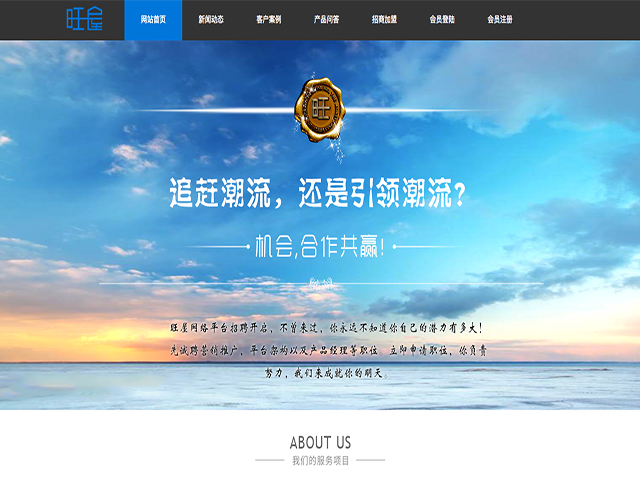 旺屋
网站首页 新闻动态 客户案例 产品问答 招商加盟 会员登陆 会员注册
旺
追赶潮流，还是引领潮流?
机会,合作共赢!
旺屋网络平台招聘开启，不曾来过，你永远不知道你自己的潜力有多大!
先诚聘营销推广，平台架构以及产品经理等职位 立即申请职位，你负责
努力，我们来成就你的明天
ABOUT US
我们的服务项目